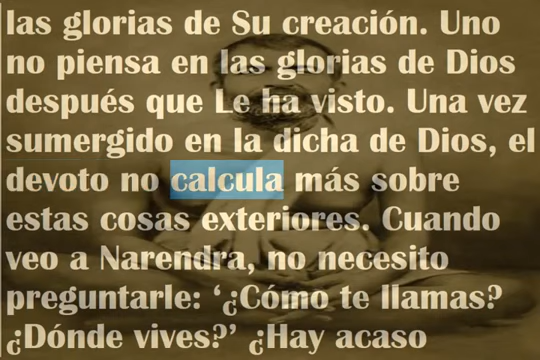 las glorias de Su creación. Uno
no piensa en las glorias de Dios
después que Le ha visto. Una vez
sumergido en la dicha de Dios, el
devoto no calcula más sobre
estas cosas exteriores. Cuando
veo a Narendra, no necesito
preguntarle: ‘¿Cómo te llamas?
¿Dónde vives?’ ¿Hay acaso